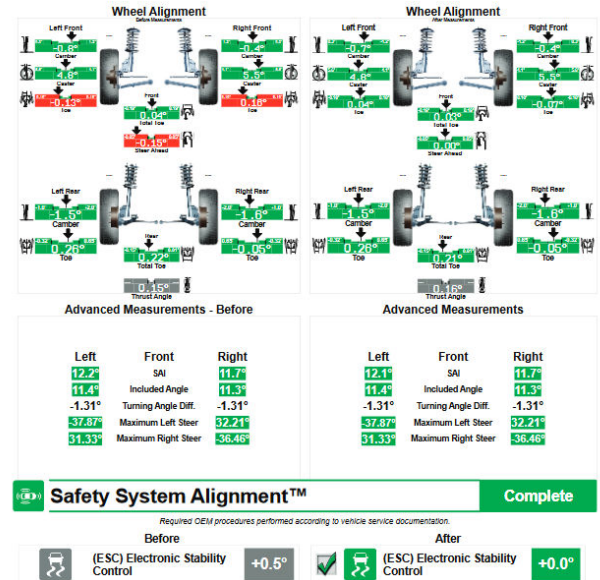 Wheel Alignment
Before Measurements
Left Front
Right Front
-0.8°
-0.4°
Camber
Camber
4.6°
5.5°
Caster
Caster
-0.13°
0.16°
Toe
Toe
Front
0.04°
Total Toe
-0.15°
Steer Ahead
Left Rear
Right Rear
-1.0°
-2.0°
-2.0°
-1.0°
-1.5°
-1.6°
Camber
Camber
0.26°
-0.05°
Toe
Toe
Rear
0.22°
Total Toe
0.15°
Thrust Angle
Wheel Alignment
After Measurements
Left Front
Right Front
-0.7°
-0.4°
Camber
Camber
4.6°
5.5°
Caster
Caster
0.04°
-0.07°
Toe
Toe
Front
0.03°
Total Toe
0.00°
Steer Ahead
Left Rear
Right Rear
-1.5°
-1.6°
Camber
Camber
0.26°
-0.05°
Toe
Toe
Rear
0.21°
Total Toe
0.16°
Thrust Angle
Advanced Measurements - Before
Left Front Right
12.2° SAI 11.7°
11.4° Included Angle 11.3°
-1.31° Turning Angle Diff. -1.31°
-37.87° Maximum Left Steer 32.21°
31.33° Maximum Right Steer -36.46°
Advanced Measurements
Left Front Right
12.1° SAI 11.7°
11.4° Included Angle 11.3°
-1.31° Turning Angle Diff. -1.31°
-37.87° Maximum Left Steer 32.21°
31.33° Maximum Right Steer -36.46°
Safety System Alignment™ Complete
Required OEM procedures performed according to vehicle service documentation.
Before
(ESC) Electronic Stability
Control
+0.5°
After
(ESC) Electronic Stability
Control
+0.0°